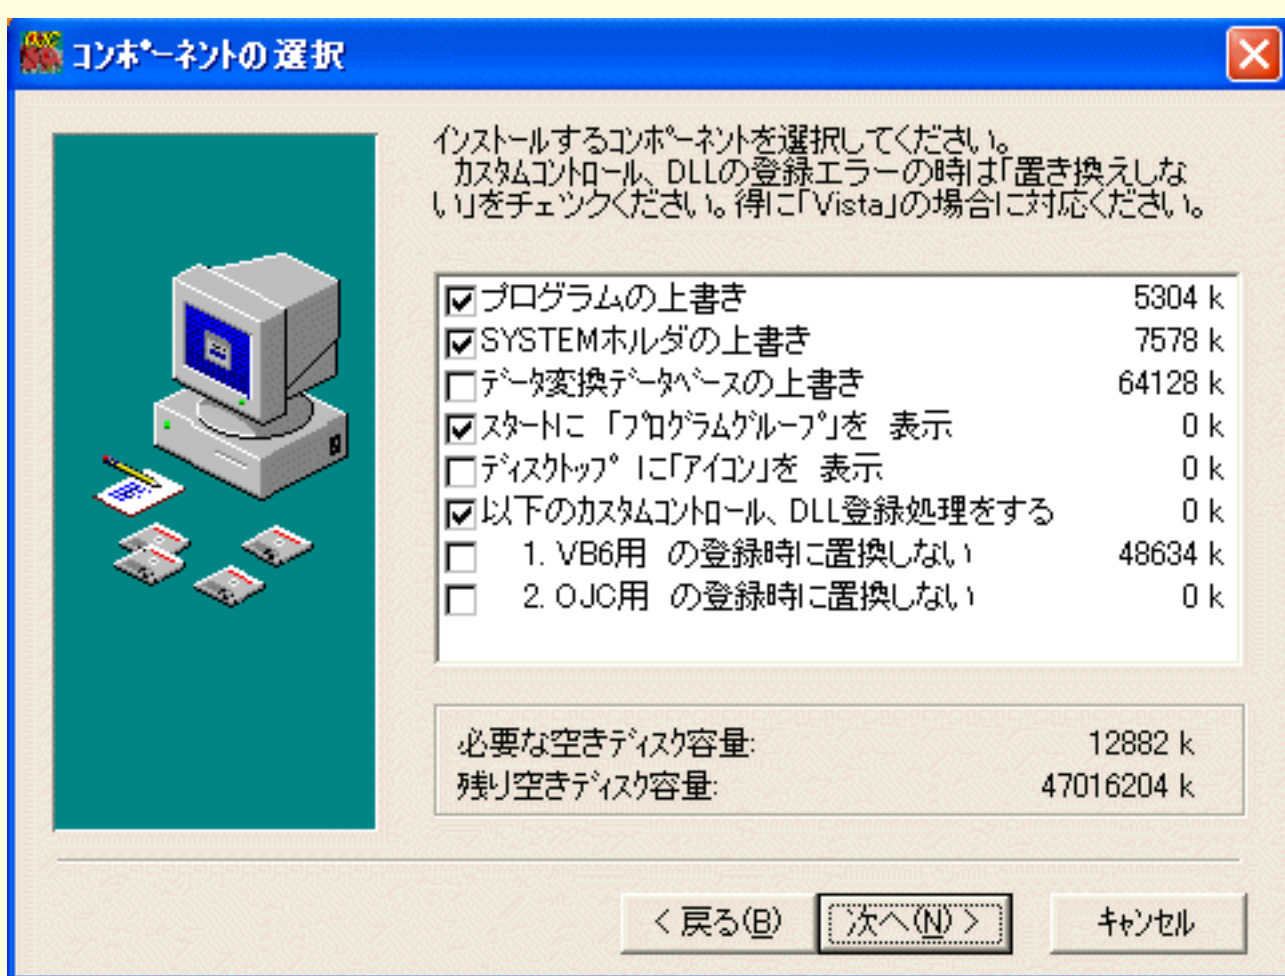 コンポーネントの選択
インストールするコンポーネントを選択してください。
カスタムコントロール、DLLの登録エラーの時は「置き換えしな
い」をチェツクください。得に「Vista」の場合に対応ください。
プログラムの上書き 5304 k
SYSTEMホルダの上書き 7578 k
データ変換データベースの上書き 64128 k
スタートに 「プログラムグループ」を 表示 0 k
ディスクトップ に「アイコン」を 表示 0 k
以下のカスタムコントロール、DLL登録処理をする 0 k
1. VB6用 の登録時に置換しない 48634 k
2. OJC用 の登録時に置換しない 0 k
必要な空きディスク容量: 12882 k
残り空きディスク容量: 47016204 k
< 戻る(B) 次へ(N) > キャンセル